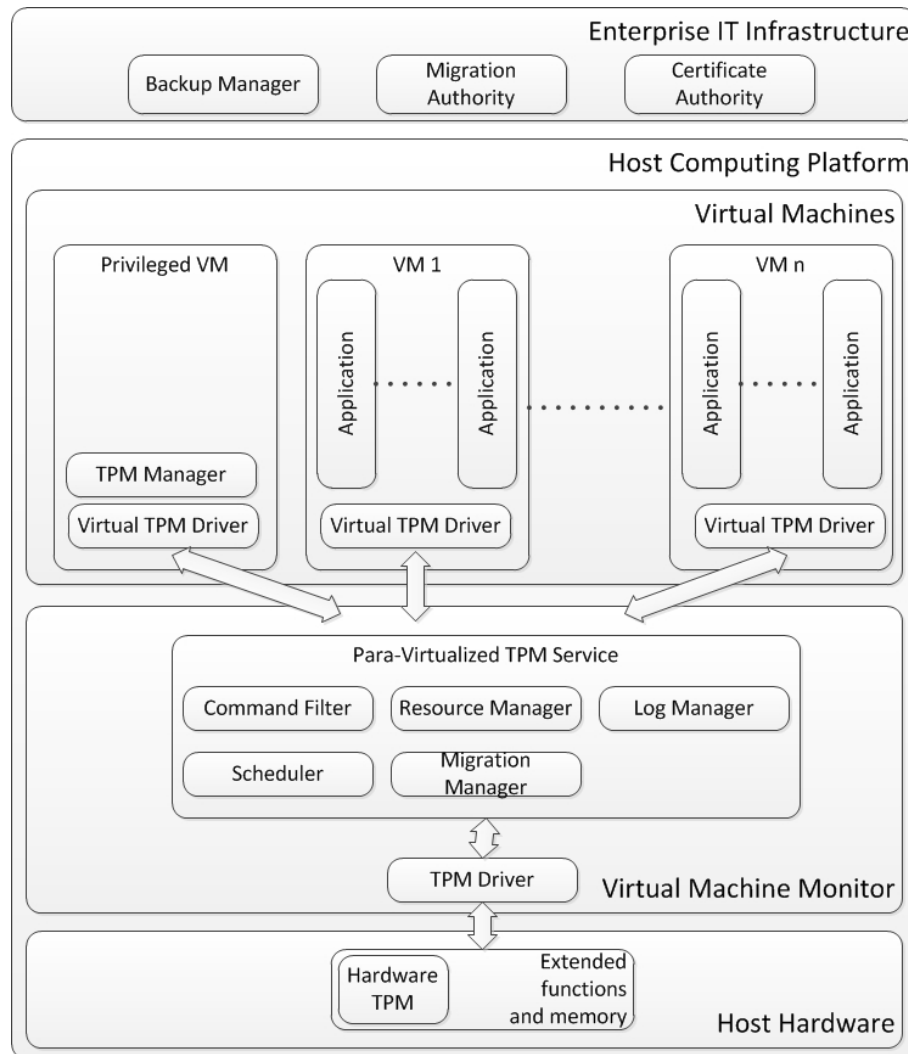 Enterprise IT Infrastructure
Backup Manager
Migration
Authority
Certificate
Authority
Host Computing Platform
Virtual Machines
Privileged VM
VM 1
VM n
Application
Application
Application
Application
TPM Manager
Virtual TPM Driver
Virtual TPM Driver
Virtual TPM Driver
Para-Virtualized TPM Service
Command Filter
Resource Manager
Log Manager
Scheduler
Migration
Manager
TPM Driver
Virtual Machine Monitor
Hardware
TPM
Extended
functions
and memory
Host Hardware